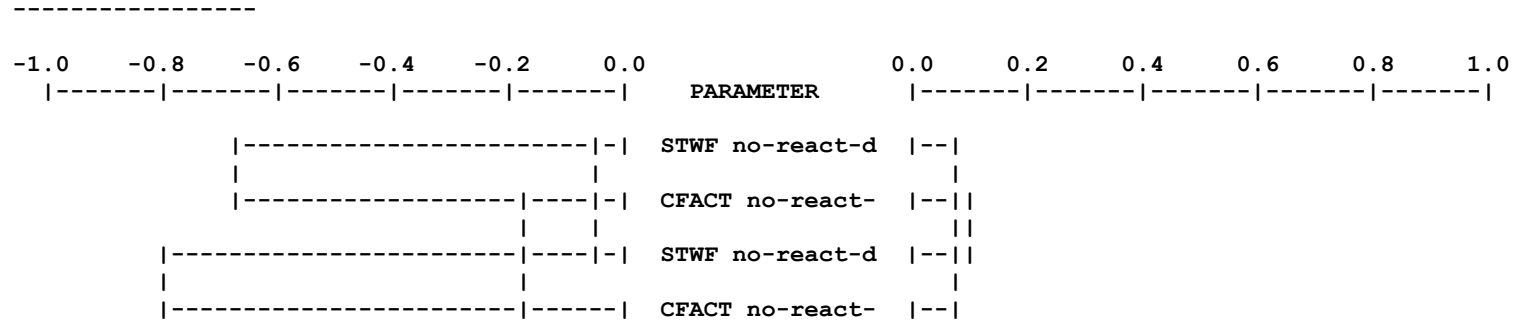 -----------------
-1.0    -0.8    -0.6    -0.4    -0.2      0.0                   0.0     0.2     0.4     0.6     0.8     1.0
  |-------|-------|-------|-------|-------|    PARAMETER      |-------|-------|-------|-------|-------|
               |------------------------|-|  STWF no-react-d  |--|
               |                        |                        |
               |-------------------|----|-|  CFACT no-react-  |--||
                                   |    |                        ||
          |------------------------|----|-|  STWF no-react-d  |--||
          |                        |                             |
          |------------------------|------|  CFACT no-react-  |--|